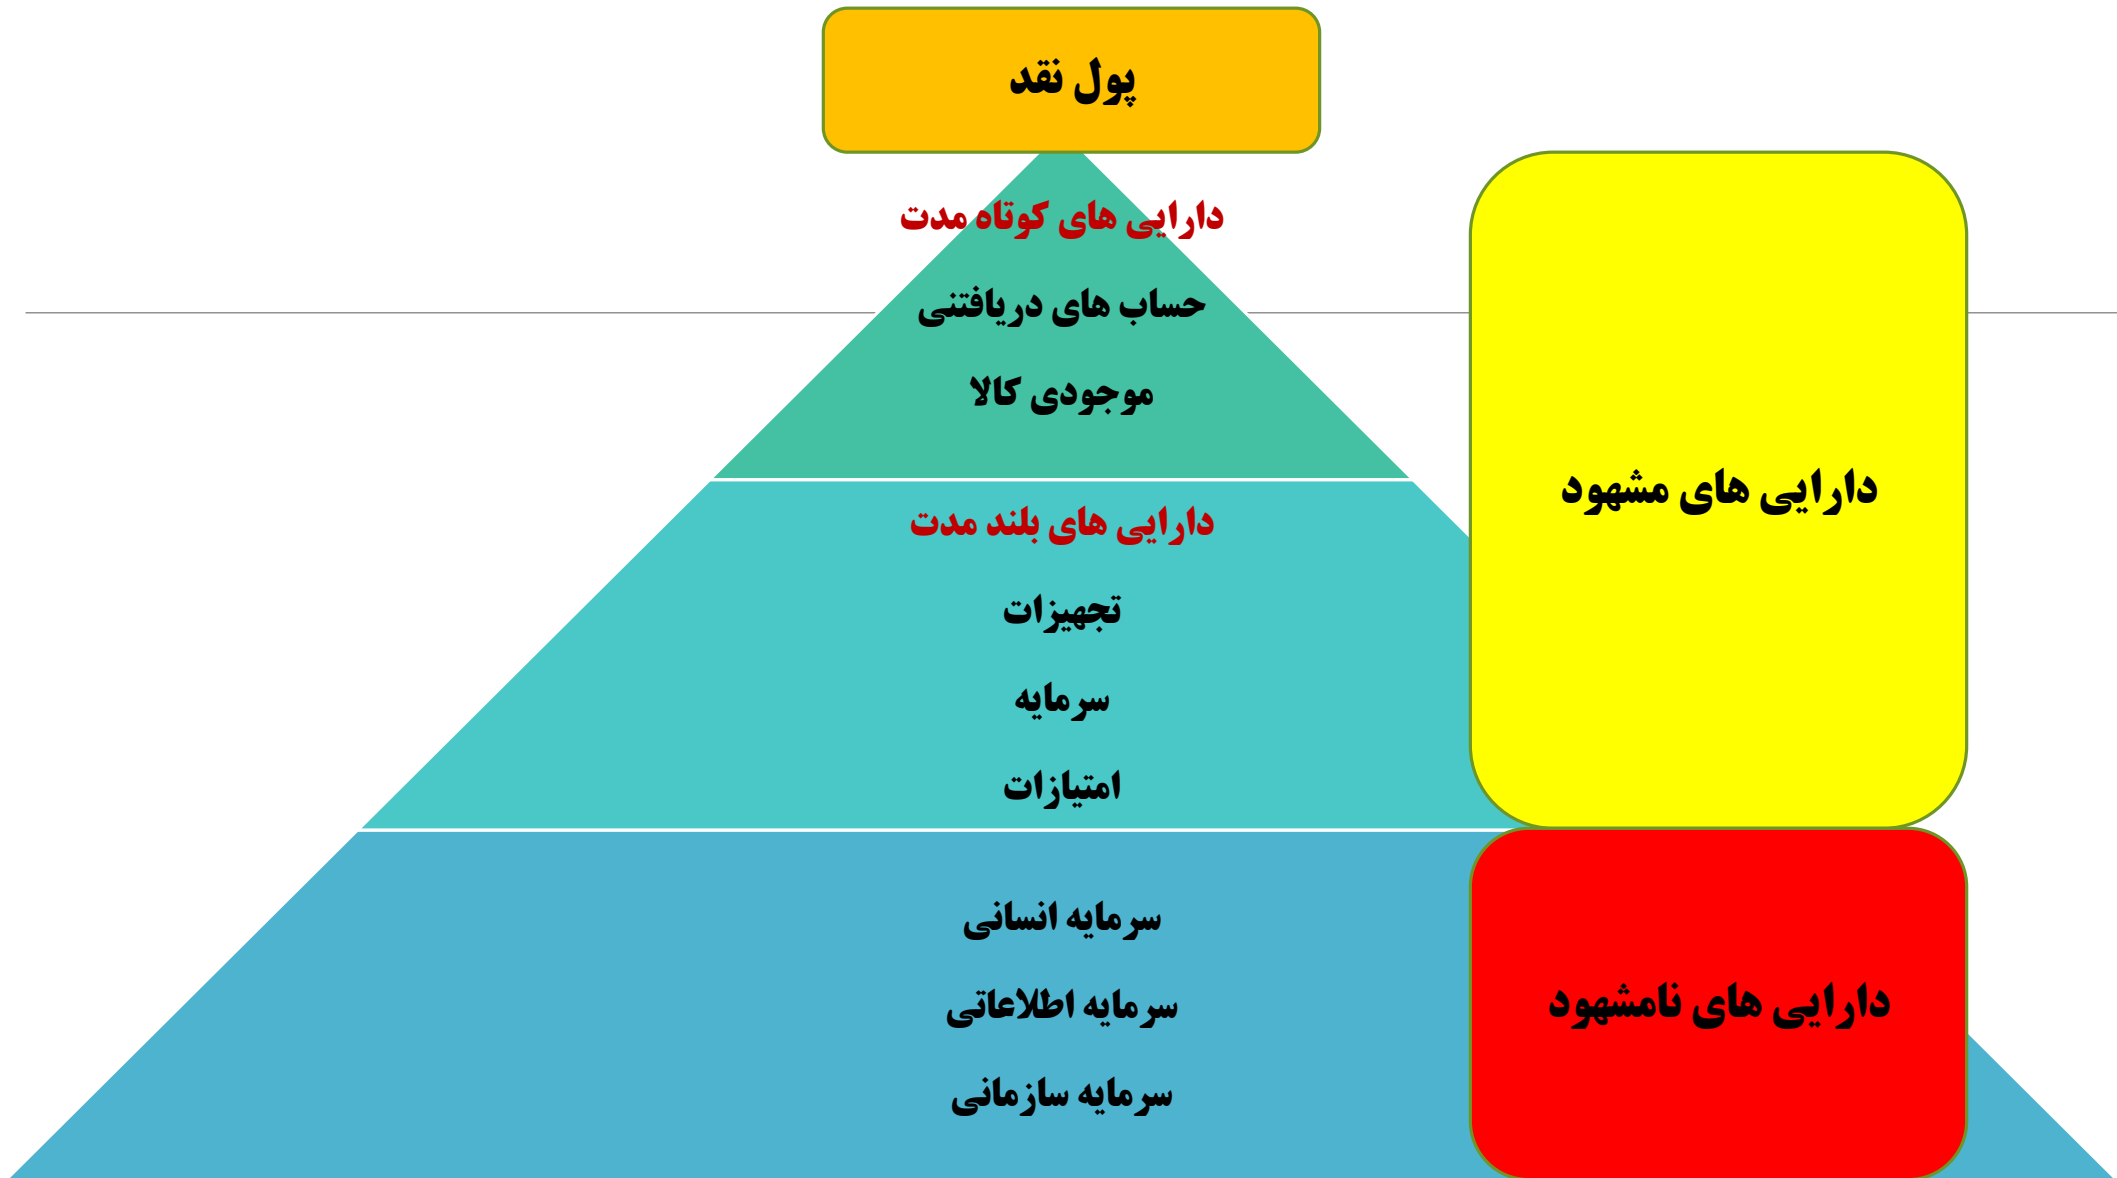 پول نقد
دارایی های کوتاه مدت
حساب های دریافتنی
موجودی کالا
دارایی های مشهود
دارایی های بلند مدت
تجهیزات
سرمایه
امتیازات
سرمایه انسانی
سرمایه اطلاعاتی
سرمایه سازمانی
دارایی های نامشهود